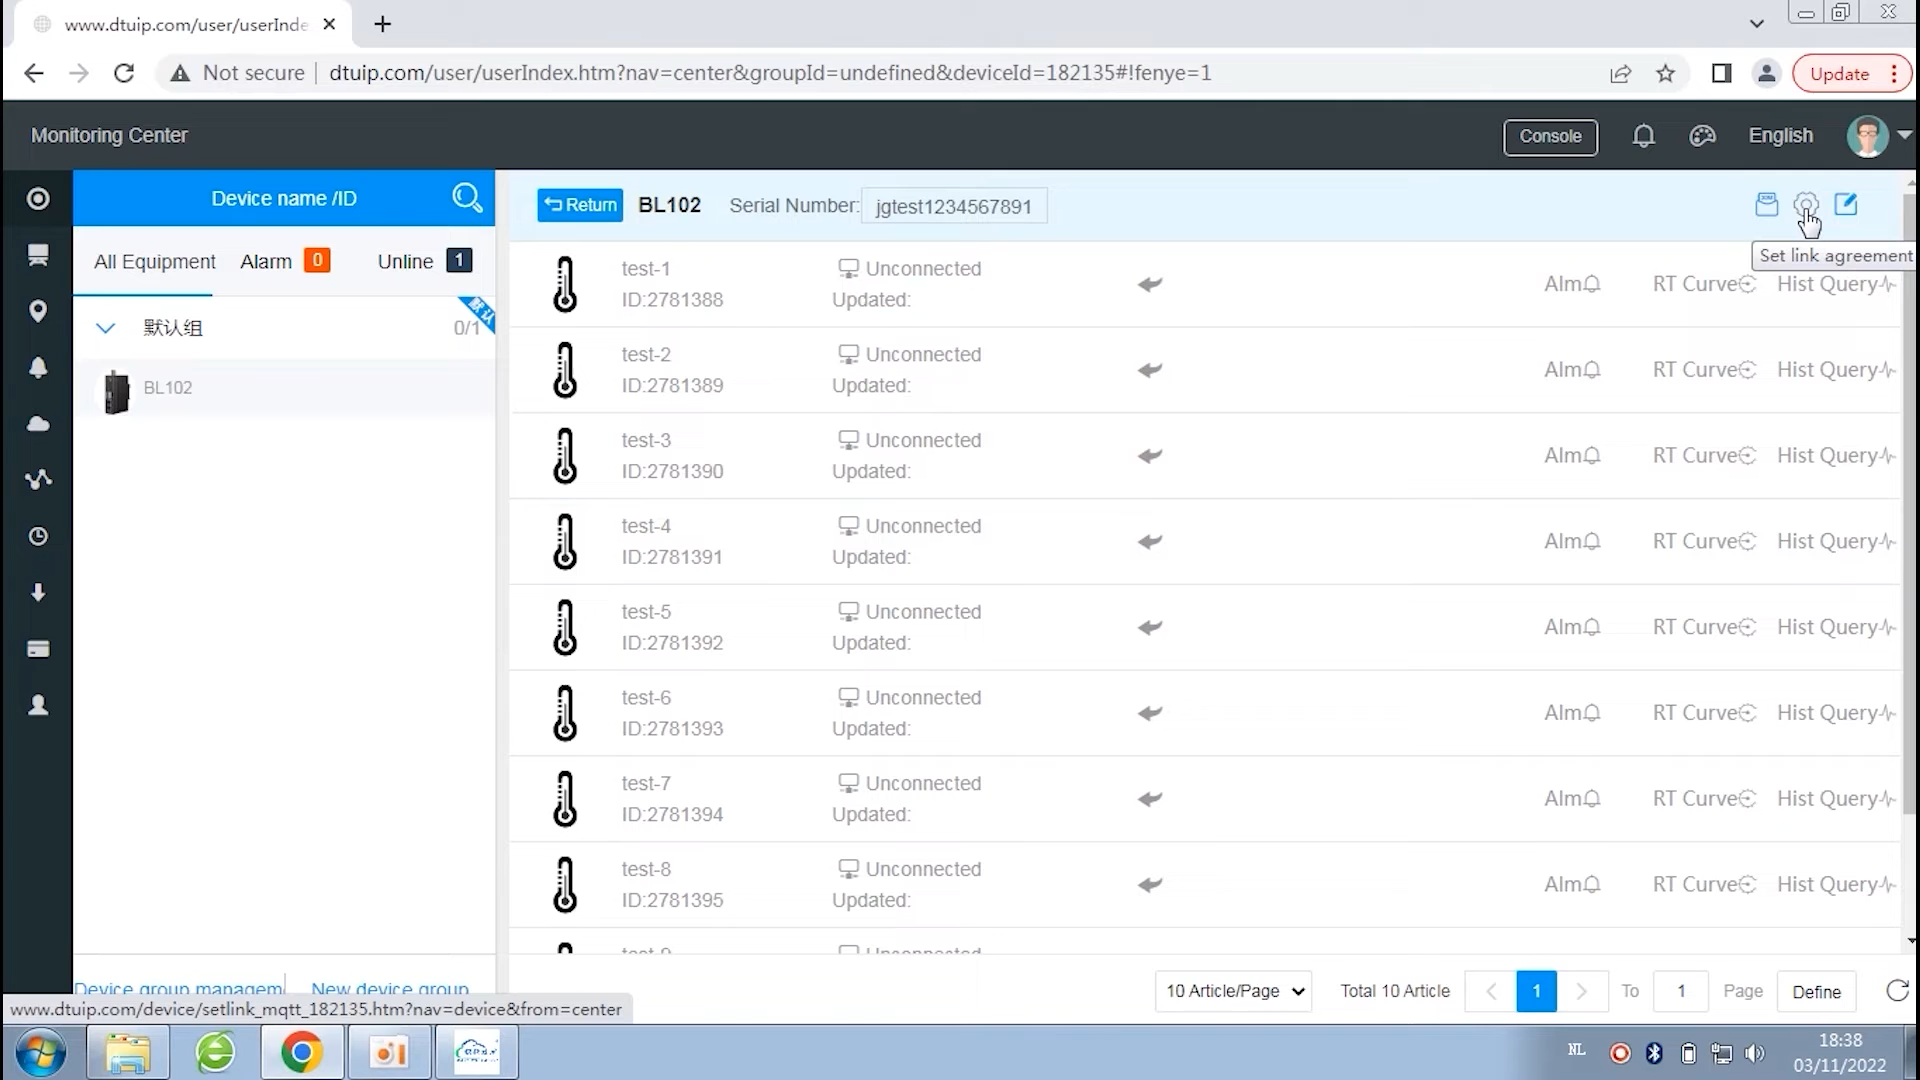 www.dtuip.com/user/userInde
Not secure dtuip.com/user/userIndex.htm?nav=center&groupId=undefined&deviceId=182135#!fenye=1 Update
Monitoring Center Console English
Device name /ID
Return BL102 Serial Number: jgtest1234567891
Set link agreement
All Equipment Alarm 0 Unline 1
默认
默认组 0/1
BL102
test-1 Unconnected
ID:2781388 Updated: Alm RT Curve Hist Query
test-2 Unconnected
ID:2781389 Updated: Alm RT Curve Hist Query
test-3 Unconnected
ID:2781390 Updated: Alm RT Curve Hist Query
test-4 Unconnected
ID:2781391 Updated: Alm RT Curve Hist Query
test-5 Unconnected
ID:2781392 Updated: Alm RT Curve Hist Query
test-6 Unconnected
ID:2781393 Updated: Alm RT Curve Hist Query
test-7 Unconnected
ID:2781394 Updated: Alm RT Curve Hist Query
test-8 Unconnected
ID:2781395 Updated: Alm RT Curve Hist Query
test-9 Unconnected
Device group managem New device group
10 Article/Page Total 10 Article 1 To 1 Page Define
www.dtuip.com/device/setlink_mqtt_182135.htm?nav=device&from=center
NL 18:38
03/11/2022